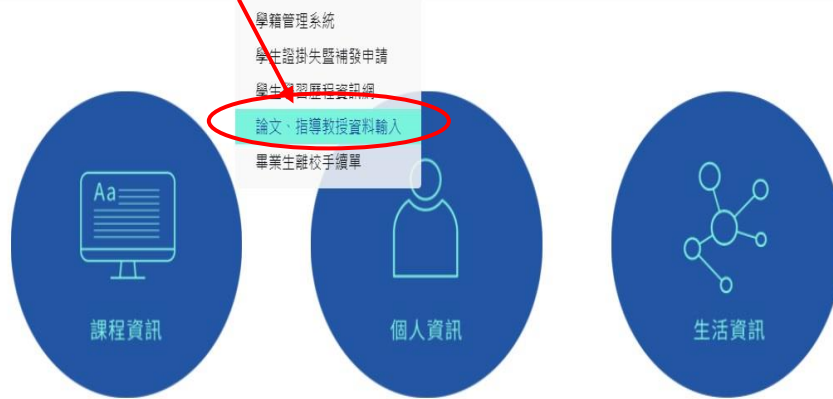 學籍管理系統
學生證掛失暨補發申請
學生學習歷程資訊網
論文、指導教授資料輸入
畢業生離校手續單
Aa
課程資訊
個人資訊
生活資訊